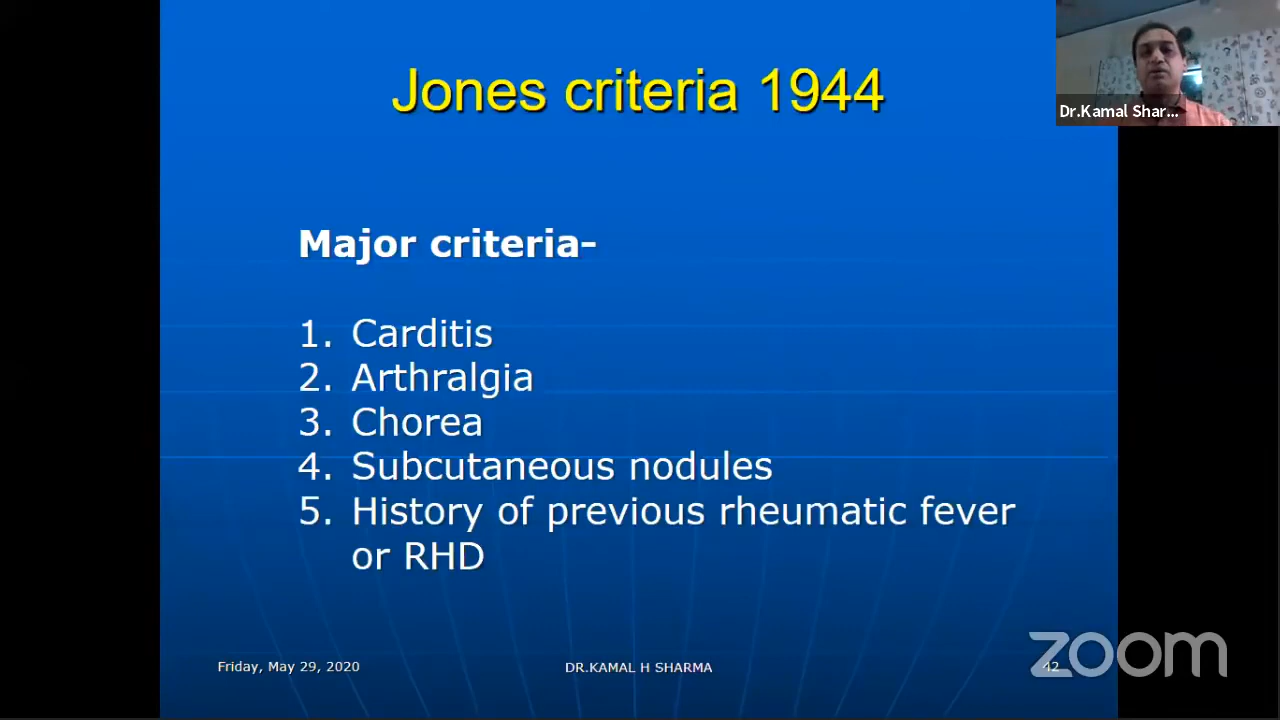 Jones criteria 1944
Dr.Kamal Shar...
Major criteria-
1. Carditis
2. Arthralgia
3. Chorea
4. Subcutaneous nodules
5. History of previous rheumatic fever
or RHD
Friday, May 29, 2020
DR.KAMAL H SHARMA
42
zoom